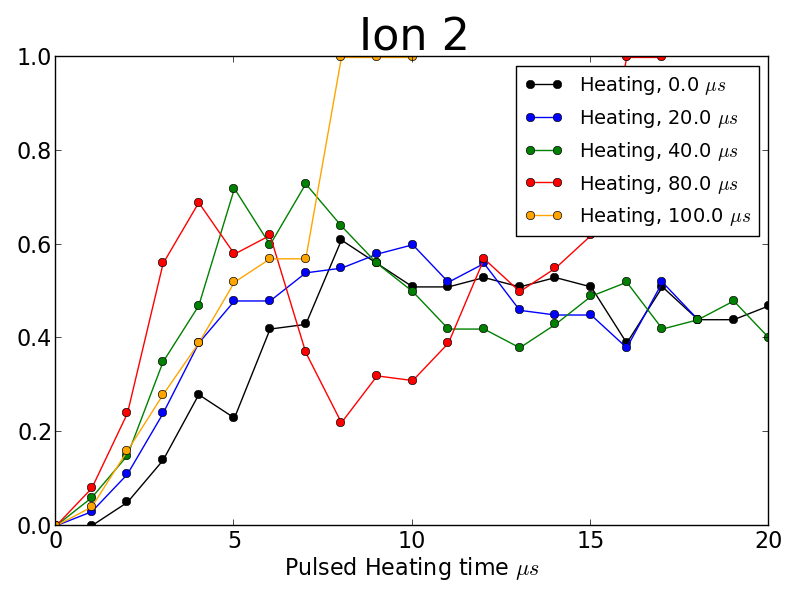 Ion 2
1.0
0.8
0.6
0.4
0.2
0.0
Heating, 0.0 μs
Heating, 20.0 μs
Heating, 40.0 μs
Heating, 80.0 μs
Heating, 100.0 μs
0 5 10 15 20
Pulsed Heating time μs